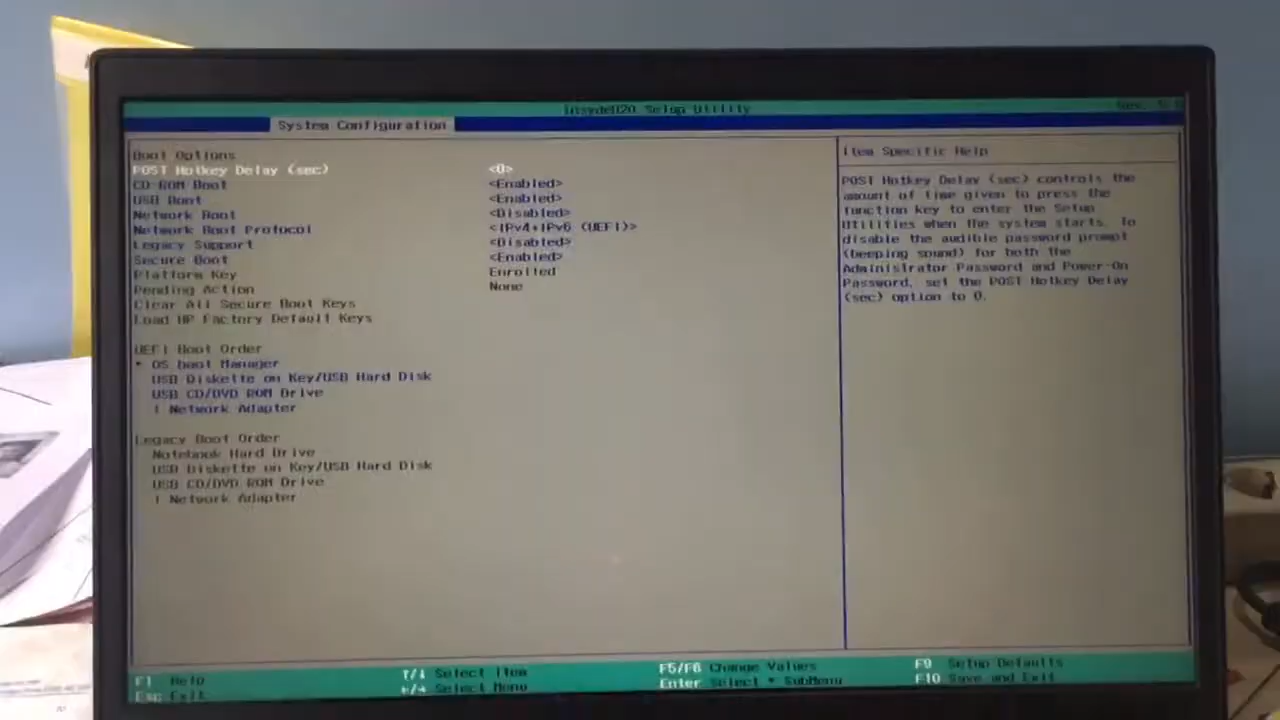 InsydeH20 Setup Utility
System Configuration
Boot Options
POST Hotkey Delay (sec) <0>
CD-ROM Boot <Enabled>
USB Boot <Enabled>
Network Boot <Disabled>
Network Boot Protocol <IPv4+IPv6 (UEFI)>
Legacy Support <Disabled>
Secure Boot <Enabled>
Platform Key Enrolled
Pending Action None
Clear All Secure Boot Keys
Load HP Factory Default Keys
UEFI Boot Order
OS boot Manager
USB Diskette on Key/USB Hard Disk
USB CD/DVD ROM Drive
! Network Adapter
Legacy Boot Order
Notebook Hard Drive
USB Diskette on Key/USB Hard Disk
USB CD/DVD ROM Drive
! Network Adapter
Item Specific Help
POST Hotkey Delay (sec) controls the
amount of time given to press the
function key to enter the Setup
Utilities when the system starts. To
disable the audible password prompt
(beeping sound) for both the
Administrator Password and Power-On
Password, set the POST Hotkey Delay
(sec) option to 0.
F1 Help ↑/↓ Select Item F5/F6 Change Values F9 Setup Defaults
Esc Exit ←/→ Select Menu Enter Select * SubMenu F10 Save and Exit